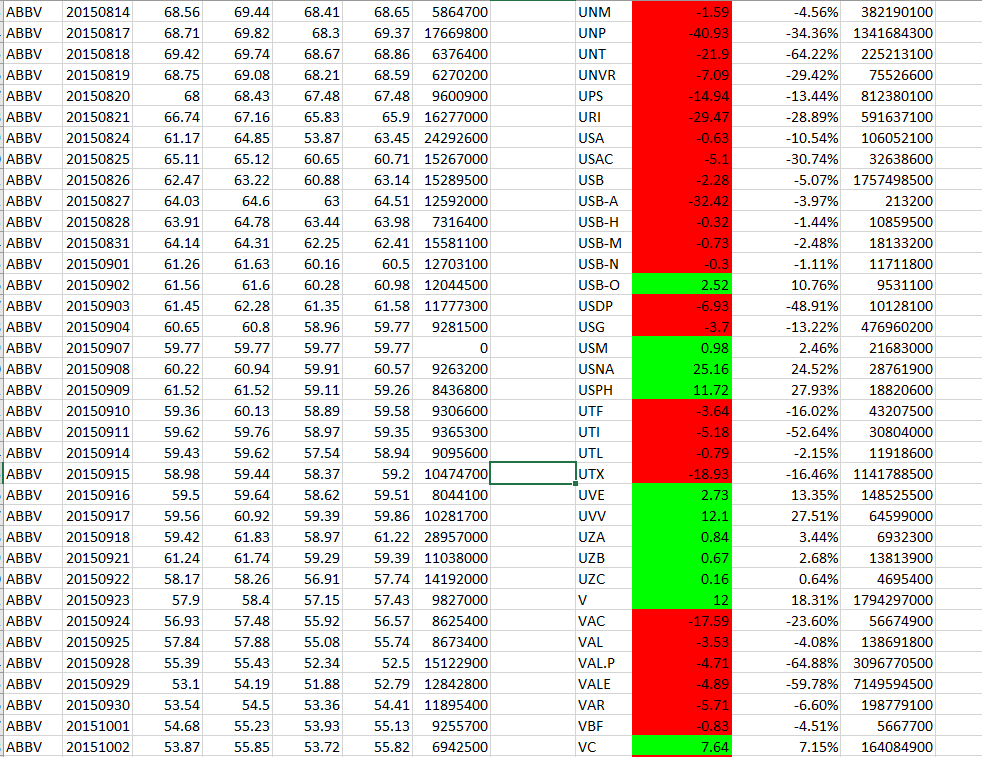 ABBV 20150814 68.56 69.44 68.41 68.65 5864700 UNM -1.59 -4.56% 382190100
ABBV 20150817 68.71 69.82 68.3 69.37 17669800 UNP -40.93 -34.36% 1341684300
ABBV 20150818 69.42 69.74 68.67 68.86 6376400 UNT -21.9 -64.22% 225213100
ABBV 20150819 68.75 69.08 68.21 68.59 6270200 UNVR -7.09 -29.42% 75526600
ABBV 20150820 68 68.43 67.48 67.48 9600900 UPS -14.94 -13.44% 812380100
ABBV 20150821 66.74 67.16 65.83 65.9 16277000 URI -29.47 -28.89% 591637100
ABBV 20150824 61.17 64.85 53.87 63.45 24292600 USA -0.63 -10.54% 106052100
ABBV 20150825 65.11 65.12 60.65 60.71 15267000 USAC -5.1 -30.74% 32638600
ABBV 20150826 62.47 63.22 60.88 63.14 15289500 USB -2.28 -5.07% 1757498500
ABBV 20150827 64.03 64.6 63 64.51 12592000 USB-A -32.42 -3.97% 213200
ABBV 20150828 63.91 64.78 63.44 63.98 7316400 USB-H -0.32 -1.44% 10859500
ABBV 20150831 64.14 64.31 62.25 62.41 15581100 USB-M -0.73 -2.48% 18133200
ABBV 20150901 61.26 61.63 60.16 60.5 12703100 USB-N -0.3 -1.11% 11711800
ABBV 20150902 61.56 61.6 60.28 60.98 12044500 USB-O 2.52 10.76% 9531100
ABBV 20150903 61.45 62.28 61.35 61.58 11777300 USDP -6.93 -48.91% 10128100
ABBV 20150904 60.65 60.8 58.96 59.77 9281500 USG -3.7 -13.22% 476960200
ABBV 20150907 59.77 59.77 59.77 59.77 0 USM 0.98 2.46% 21683000
ABBV 20150908 60.22 60.94 59.91 60.57 9263200 USNA 25.16 24.52% 28761900
ABBV 20150909 61.52 61.52 59.11 59.26 8436800 USPH 11.72 27.93% 18820600
ABBV 20150910 59.36 60.13 58.89 59.58 9306600 UTF -3.64 -16.02% 43207500
ABBV 20150911 59.62 59.76 58.97 59.35 9365300 UTI -5.18 -52.64% 30804000
ABBV 20150914 59.43 59.62 57.54 58.94 9095600 UTL -0.79 -2.15% 11918600
ABBV 20150915 58.98 59.44 58.37 59.2 10474700 UTX -18.93 -16.46% 1141788500
ABBV 20150916 59.5 59.64 58.62 59.51 8044100 UVE 2.73 13.35% 148525500
ABBV 20150917 59.56 60.92 59.39 59.86 10281700 UVV 12.1 27.51% 64599000
ABBV 20150918 59.42 61.83 58.97 61.22 28957000 UZA 0.84 3.44% 6932300
ABBV 20150921 61.24 61.74 59.29 59.39 11038000 UZB 0.67 2.68% 13813900
ABBV 20150922 58.17 58.26 56.91 57.74 14192000 UZC 0.16 0.64% 4695400
ABBV 20150923 57.9 58.4 57.15 57.43 9827000 V 12 18.31% 1794297000
ABBV 20150924 56.93 57.48 55.92 56.57 8625400 VAC -17.59 -23.60% 56674900
ABBV 20150925 57.84 57.88 55.08 55.74 8673400 VAL -3.53 -4.08% 138691800
ABBV 20150928 55.39 55.43 52.34 52.5 15122900 VAL.P -4.71 -64.88% 3096770500
ABBV 20150929 53.1 54.19 51.88 52.79 12842800 VALE -4.89 -59.78% 7149594500
ABBV 20150930 53.54 54.5 53.36 54.41 11895400 VAR -5.71 -6.60% 198779100
ABBV 20151001 54.68 55.23 53.93 55.13 9255700 VBF -0.83 -4.51% 5667700
ABBV 20151002 53.87 55.85 53.72 55.82 6942500 VC 7.64 7.15% 164084900